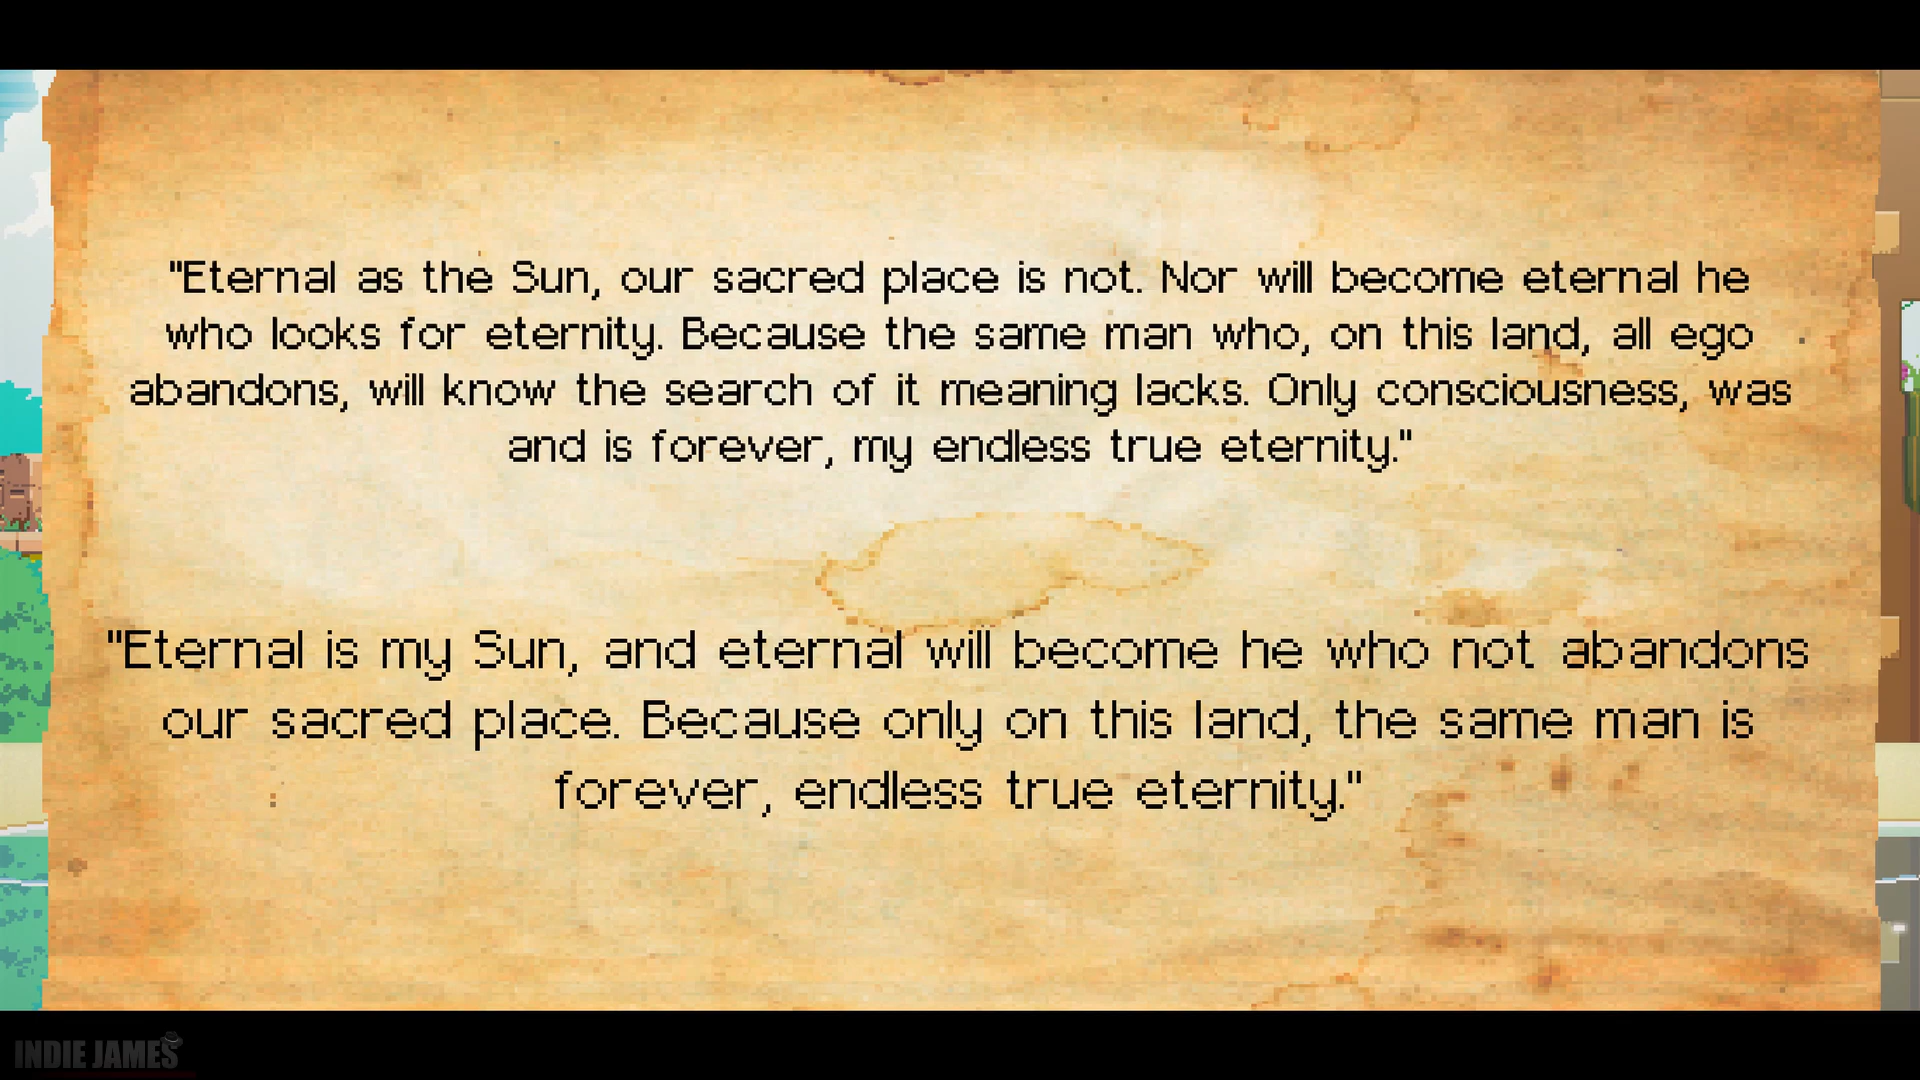 "Eternal as the Sun, our sacred place is not. Nor will become eternal he
who looks for eternity. Because the same man who, on this land, all ego
abandons, will know the search of it meaning lacks. Only consciousness, was
and is forever, my endless true eternity."
"Eternal is my Sun, and eternal will become he who not abandons
our sacred place. Because only on this land, the same man is
forever, endless true eternity."
INDIE JAMES